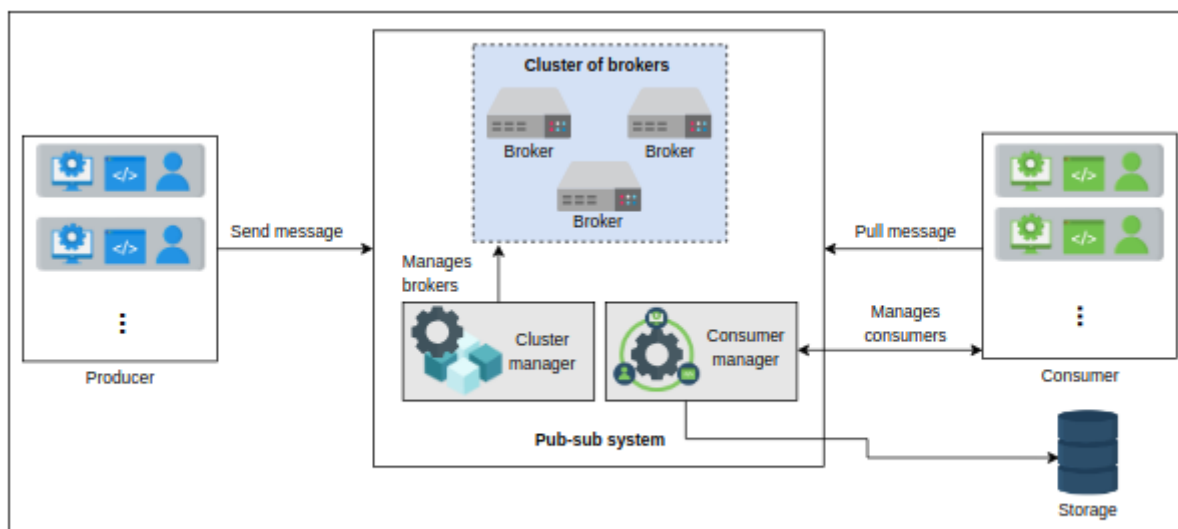 Cluster of brokers
Broker
Broker
Broker
</>
</>
Send message
Producer
Manages
brokers
Cluster
manager
Consumer
manager
Pub-sub system
Pull message
Manages
consumers
</>
</>
Consumer
Storage